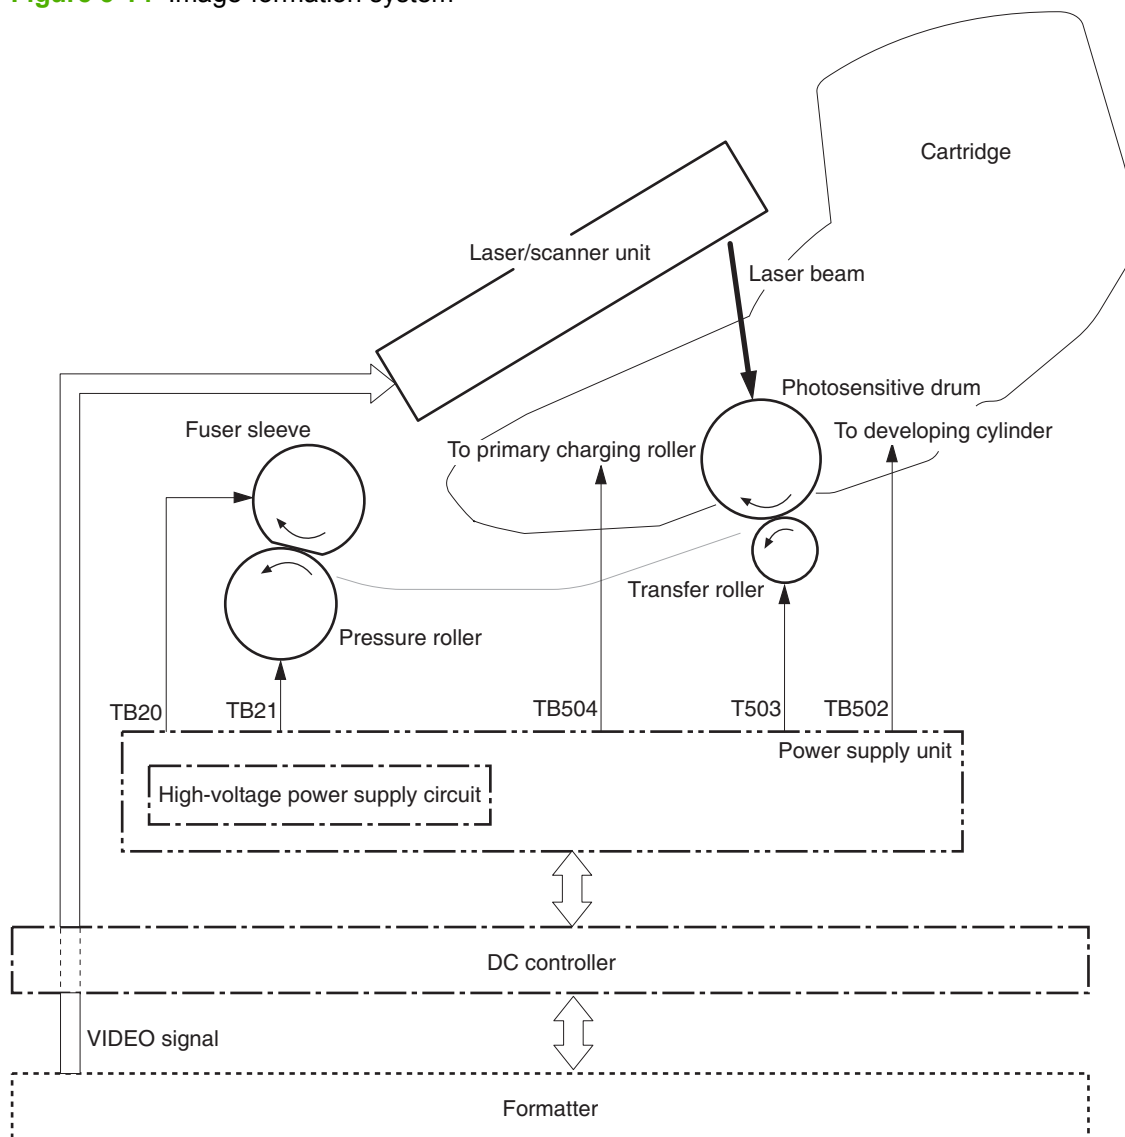 Figure Image-formation system
Cartridge
Laser/scanner unit
Laser beam
Photosensitive drum
Fuser sleeve
To developing cylinder
To primary charging roller
Transfer roller
Pressure roller
TB20
TB21
TB504
T503
TB502
Power supply unit
High-voltage power supply circuit
DC controller
VIDEO signal
Formatter